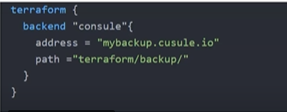 terraform {
backend "consule"{
address = "mybackup.cusule.io"
path ="terraform/backup/"
}
}